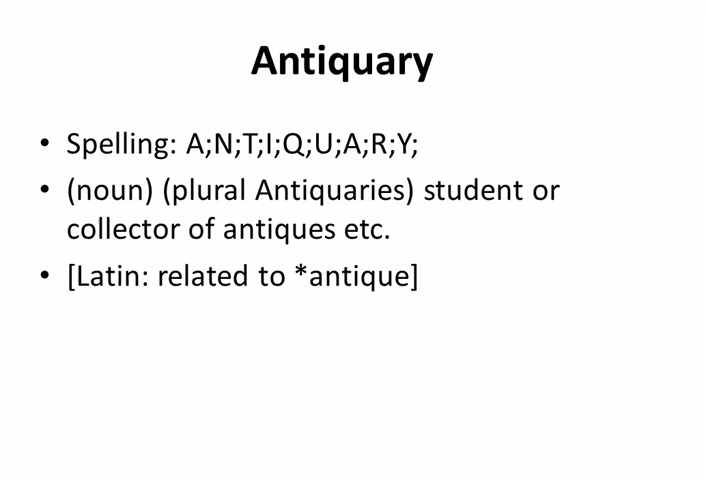 Antiquary
• Spelling: A;N;T;I;Q;U;A;R;Y;
• (noun) (plural Antiquaries) student or
collector of antiques etc.
• [Latin: related to *antique]